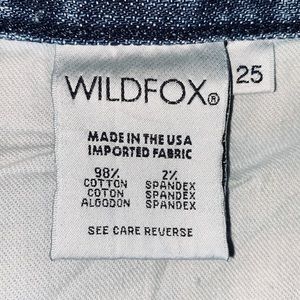 WILDFOX®
25
MADE IN THE USA
IMPORTED FABRIC
98% 2%
COTTON SPANDEX
COTON SPANDEX
ALGODON SPANDEX
SEE CARE REVERSE